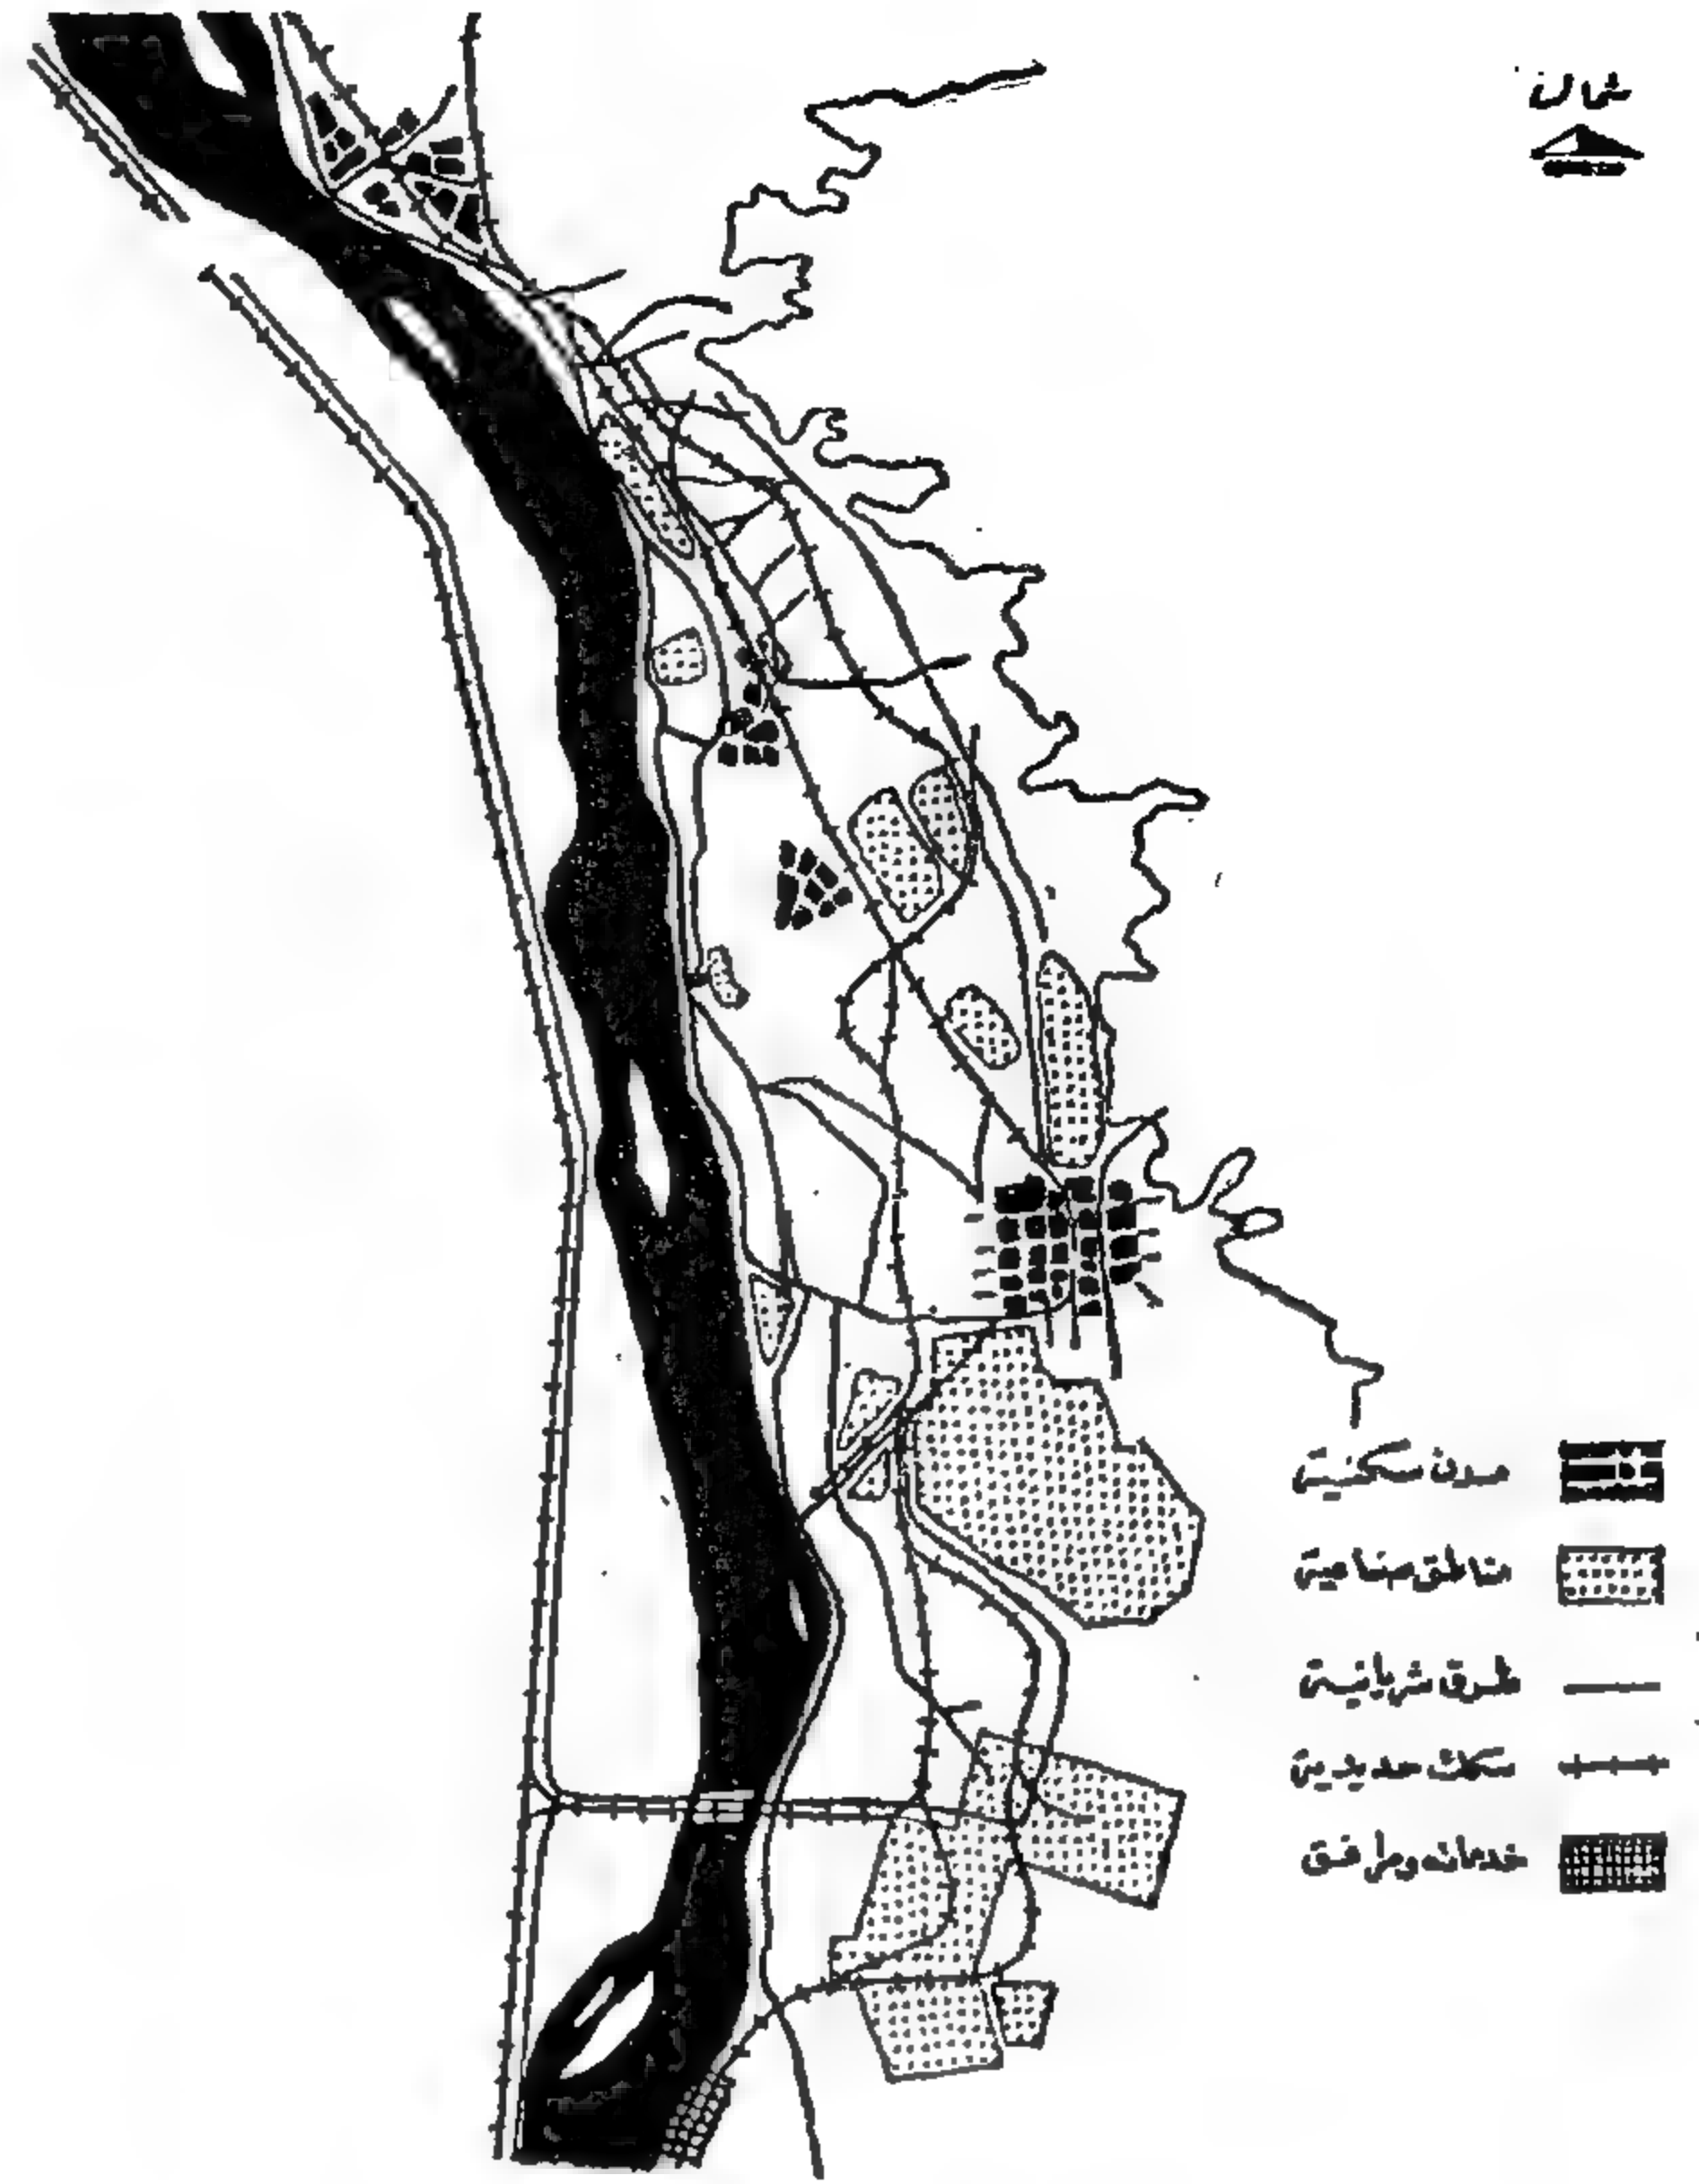 شمال
مدن سكنية
مناطق صناعية
طرق شريانية
سكك حديدية
خدمات ومرافق